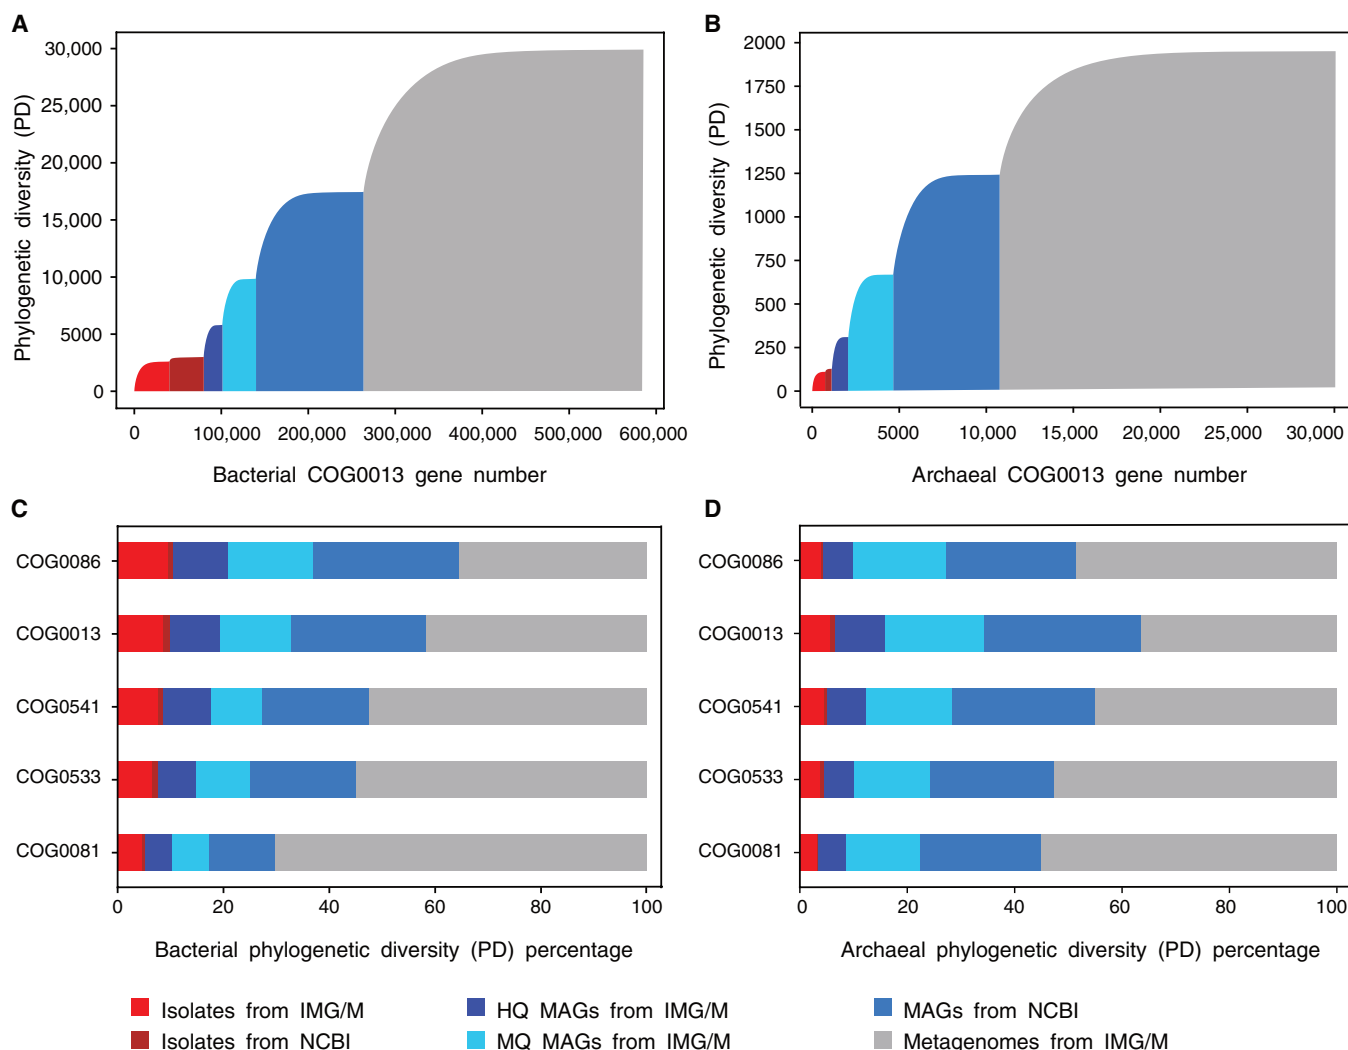 A
30,000
25,000
20,000
15,000
10,000
5000
0
Phylogenetic diversity (PD)
0 100,000 200,000 300,000 400,000 500,000 600,000
Bacterial COG0013 gene number
B
2000
1750
1500
1250
1000
750
500
250
0
Phylogenetic diversity (PD)
0 5000 10,000 15,000 20,000 25,000 30,000
Archaeal COG0013 gene number
C
COG0086
COG0013
COG0541
COG0533
COG0081
0 20 40 60 80 100
Bacterial phylogenetic diversity (PD) percentage
D
COG0086
COG0013
COG0541
COG0533
COG0081
0 20 40 60 80 100
Archaeal phylogenetic diversity (PD) percentage
Isolates from IMG/M
Isolates from NCBI
HQ MAGs from IMG/M
MQ MAGs from IMG/M
MAGs from NCBI
Metagenomes from IMG/M